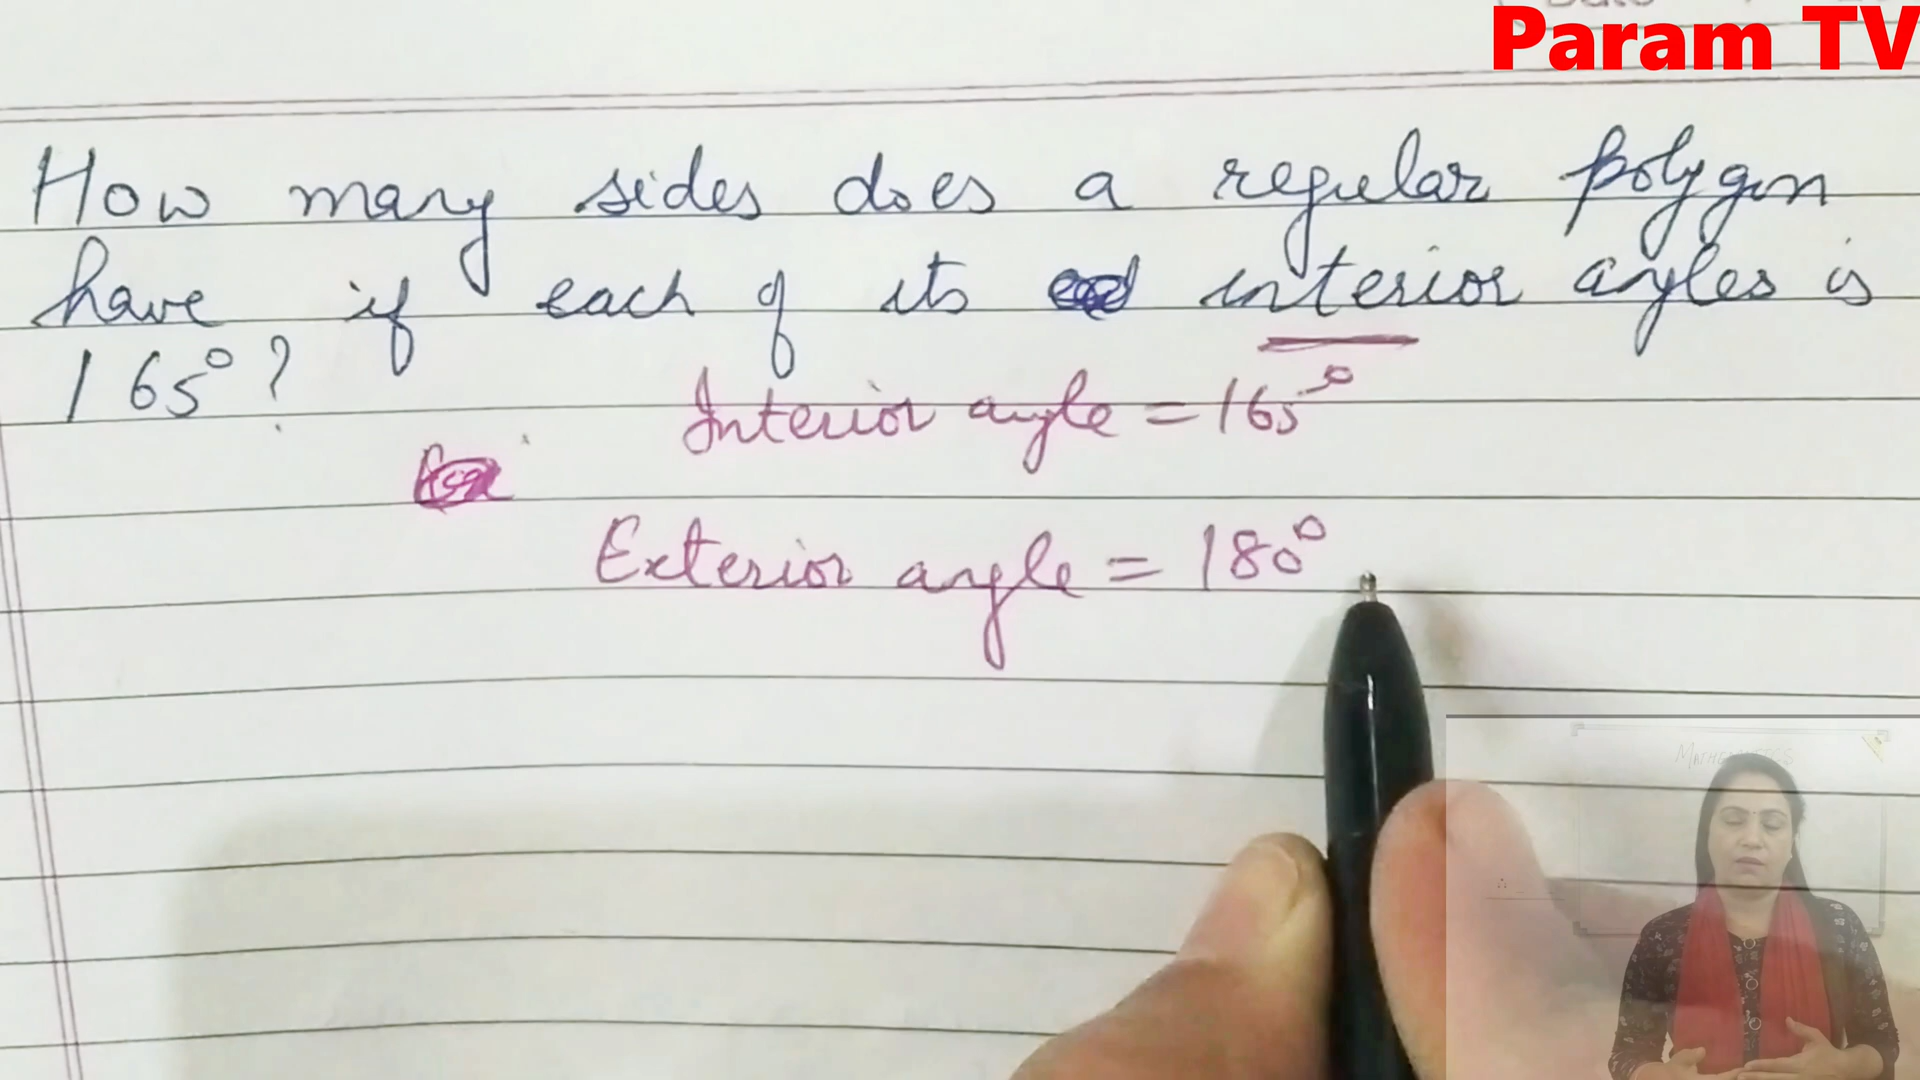 Param TV
How many sides does a regular polygon
have if each of its interior angles is
165°?
Interior angle = 165°
Exterior angle = 180°